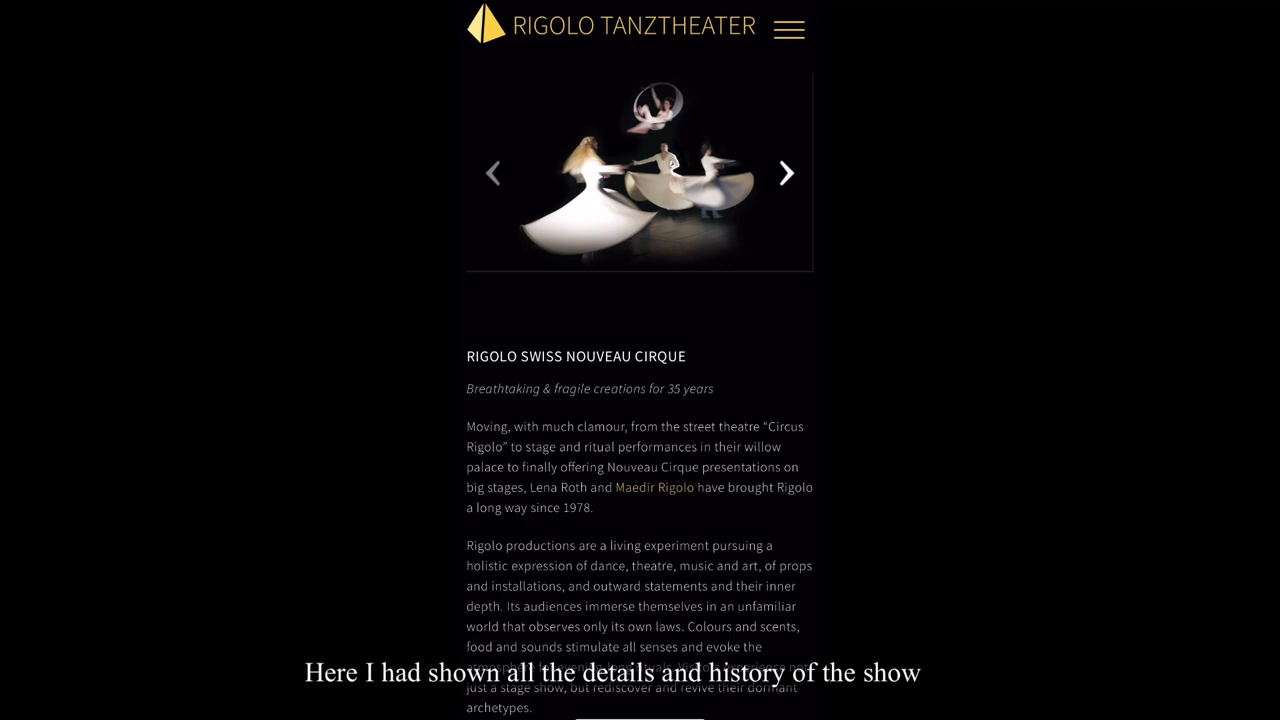 RIGOLO TANZTHEATER
RIGOLO SWISS NOUVEAU CIRQUE
Breathtaking & fragile creations for 35 years
Moving, with much clamour, from the street theatre “Circus
Rigolo” to stage and ritual performances in their willow
palace to finally offering Nouveau Cirque presentations on
big stages, Lena Roth and Maedir Rigolo have brought Rigolo
a long way since 1978.
Rigolo productions are a living experiment pursuing a
holistic expression of dance, theatre, music and art, of props
and installations, and outward statements and their inner
depth. Its audiences immerse themselves in an unfamiliar
world that observes only its own laws. Colours and scents,
food and sounds stimulate all senses and evoke the
Here I had shown all the details and history of the show
just a stage show, but rediscover and revive their dormant
archetypes.